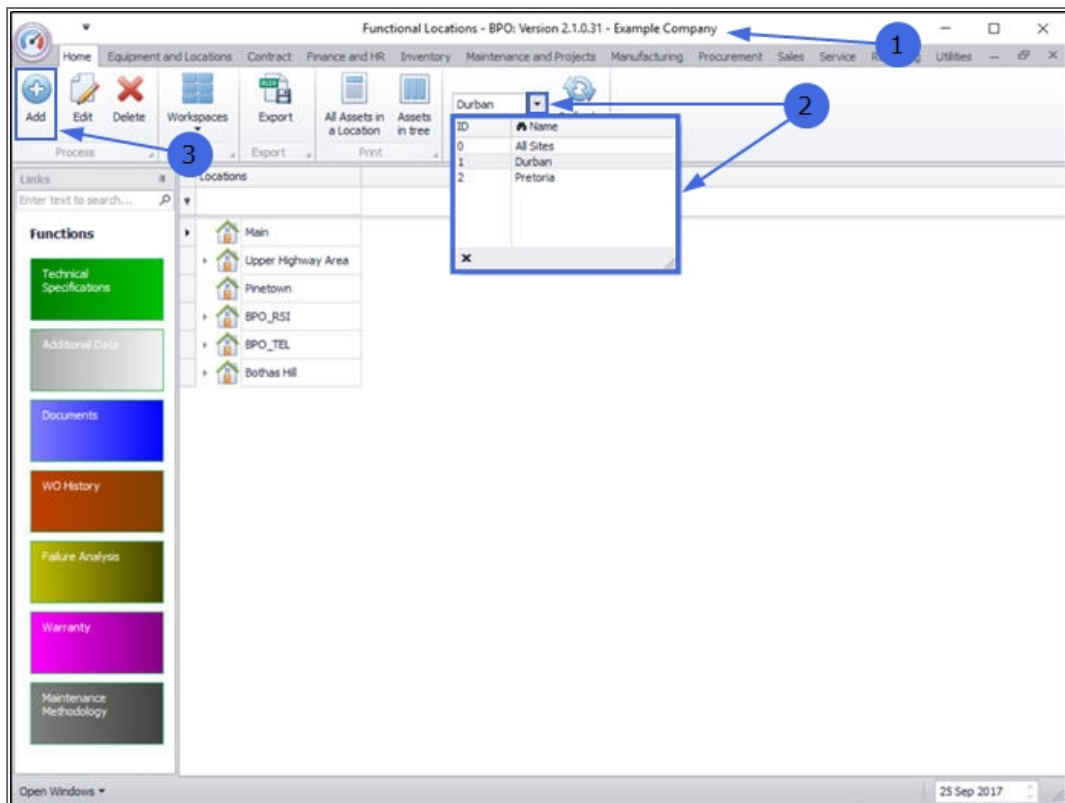 Functional Locations - BPO: Version 2.1.0.31 - Example Company
1
Home Equipment and Locations Contract Finance and HR Inventory Maintenance and Projects Manufacturing Procurement Sales Service Utilities
Add Edit Delete Workspaces Export All Assets in a Location Assets in tree
Durban
2
3
Process Export Print
ID Name
0 All Sites
1 Durban
2 Pretoria
Links
Enter text to search...
Locations
Functions
Technical Specifications
Additional Data
Documents
WO History
Failure Analysis
Warranty
Maintenance Methodology
Main
Upper Highway Area
Pinetown
BPO_RSI
BPO_TEL
Bothas Hill
Open Windows
25 Sep 2017